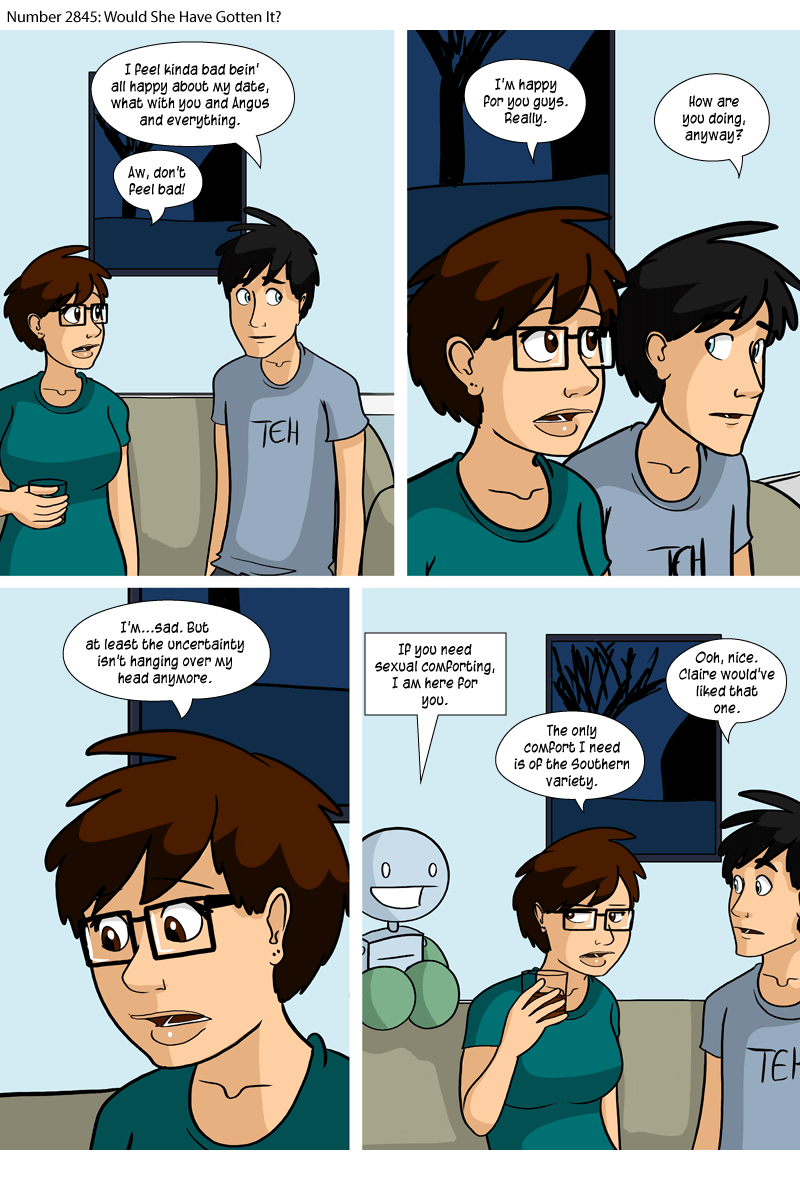 Number 2845: Would She Have Gotten It?
I feel kinda bad bein'
all happy about my date,
what with you and Angus
and everything.
Aw, don't
feel bad!
TEH
I'm happy
for you guys.
Really.
How are
you doing,
anyway?
TEH
I'm...sad. But
at least the uncertainty
isn't hanging over my
head anymore.
If you need
sexual comforting,
I am here for
you.
The only
comfort I need
is of the Southern
variety.
Ooh, nice.
Claire would've
liked that
one.
TEH